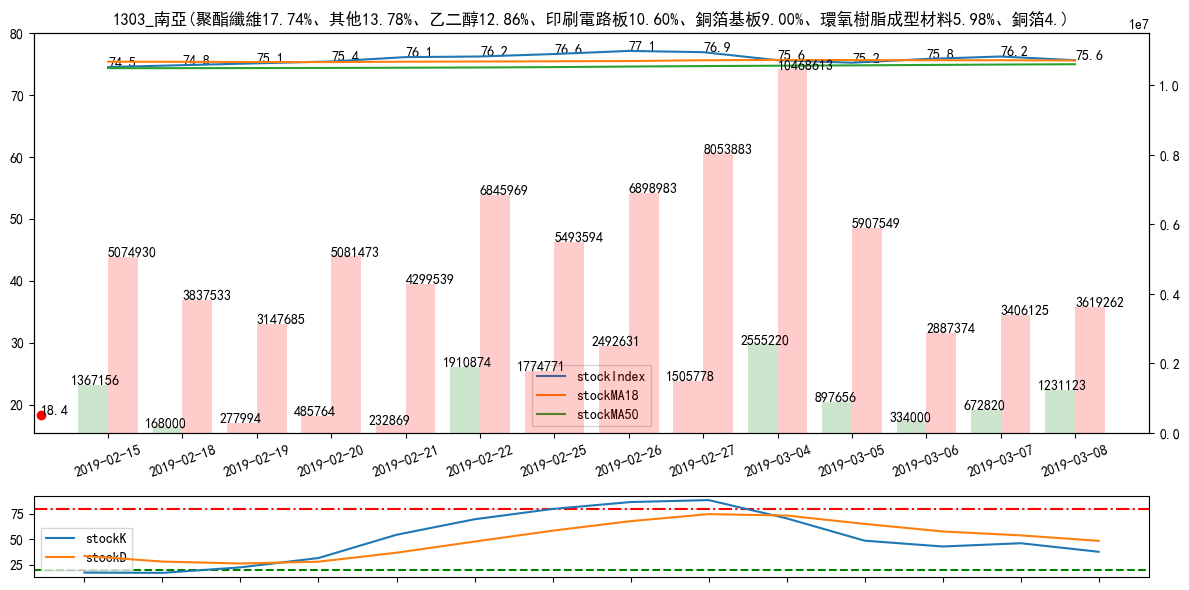 1303_南亞(聚酯纖維17.74%、其他13.78%、乙二醇12.86%、印刷電路板10.60%、銅箔基板9.00%、環氧樹脂成型材料5.98%、銅箔4.)
1e7
80
70
60
50
40
30
20
1.0
0.8
0.6
0.4
0.2
0.0
74.5 74.8 75.1 75.4 76.1 76.2 76.6 77.1 76.9 75.6 75.2 75.8 76.2 75.6
5074930 3837533 3147685 5081473 4299539 6845969 5493594 6898983 8053883 10468613 5907549 2887374 3406125 3619262
1367156 168000 277994 485764 232869 1910874 1774771 2492631 1505778 2555220 897656 334000 672820 1231123
18.4
stockIndex
stockMA18
stockMA50
2019-02-15 2019-02-18 2019-02-19 2019-02-20 2019-02-21 2019-02-22 2019-02-25 2019-02-26 2019-02-27 2019-03-04 2019-03-05 2019-03-06 2019-03-07 2019-03-08
75
50
25
stockK
stockD